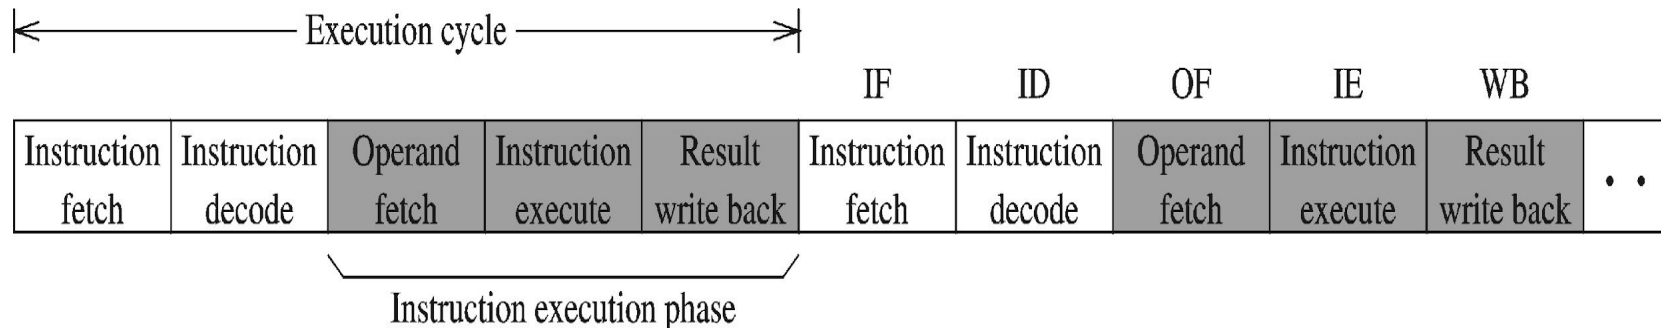 Execution cycle
IF ID OF IE WB
Instruction Instruction Operand Instruction Result Instruction Instruction Operand Instruction Result
fetch decode fetch execute write back fetch decode fetch execute write back . .
Instruction execution phase